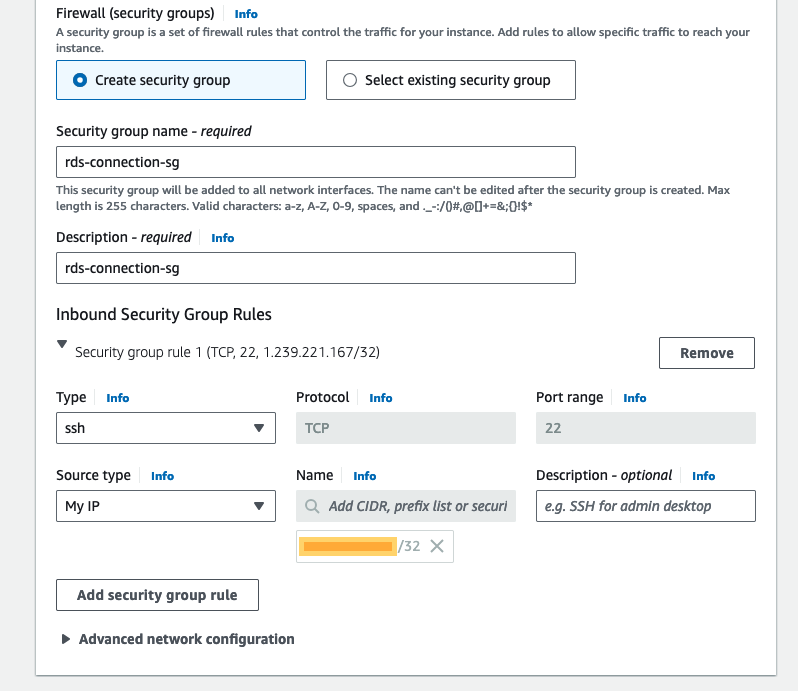 Firewall (security groups) Info
A security group is a set of firewall rules that control the traffic for your instance. Add rules to allow specific traffic to reach your
instance.
Create security group
Select existing security group
Security group name - required
rds-connection-sg
This security group will be added to all network interfaces. The name can't be edited after the security group is created. Max
length is 255 characters. Valid characters: a-z, A-Z, 0-9, spaces, and ._-:/()#,@[]+=&;{}!$*
Description - required Info
rds-connection-sg
Inbound Security Group Rules
Security group rule 1 (TCP, 22, 1.239.221.167/32)
Remove
Type Info
Protocol Info
Port range Info
ssh
TCP
22
Source type Info
Name Info
Description - optional Info
My IP
Add CIDR, prefix list or securi
e.g. SSH for admin desktop
/32
Add security group rule
Advanced network configuration